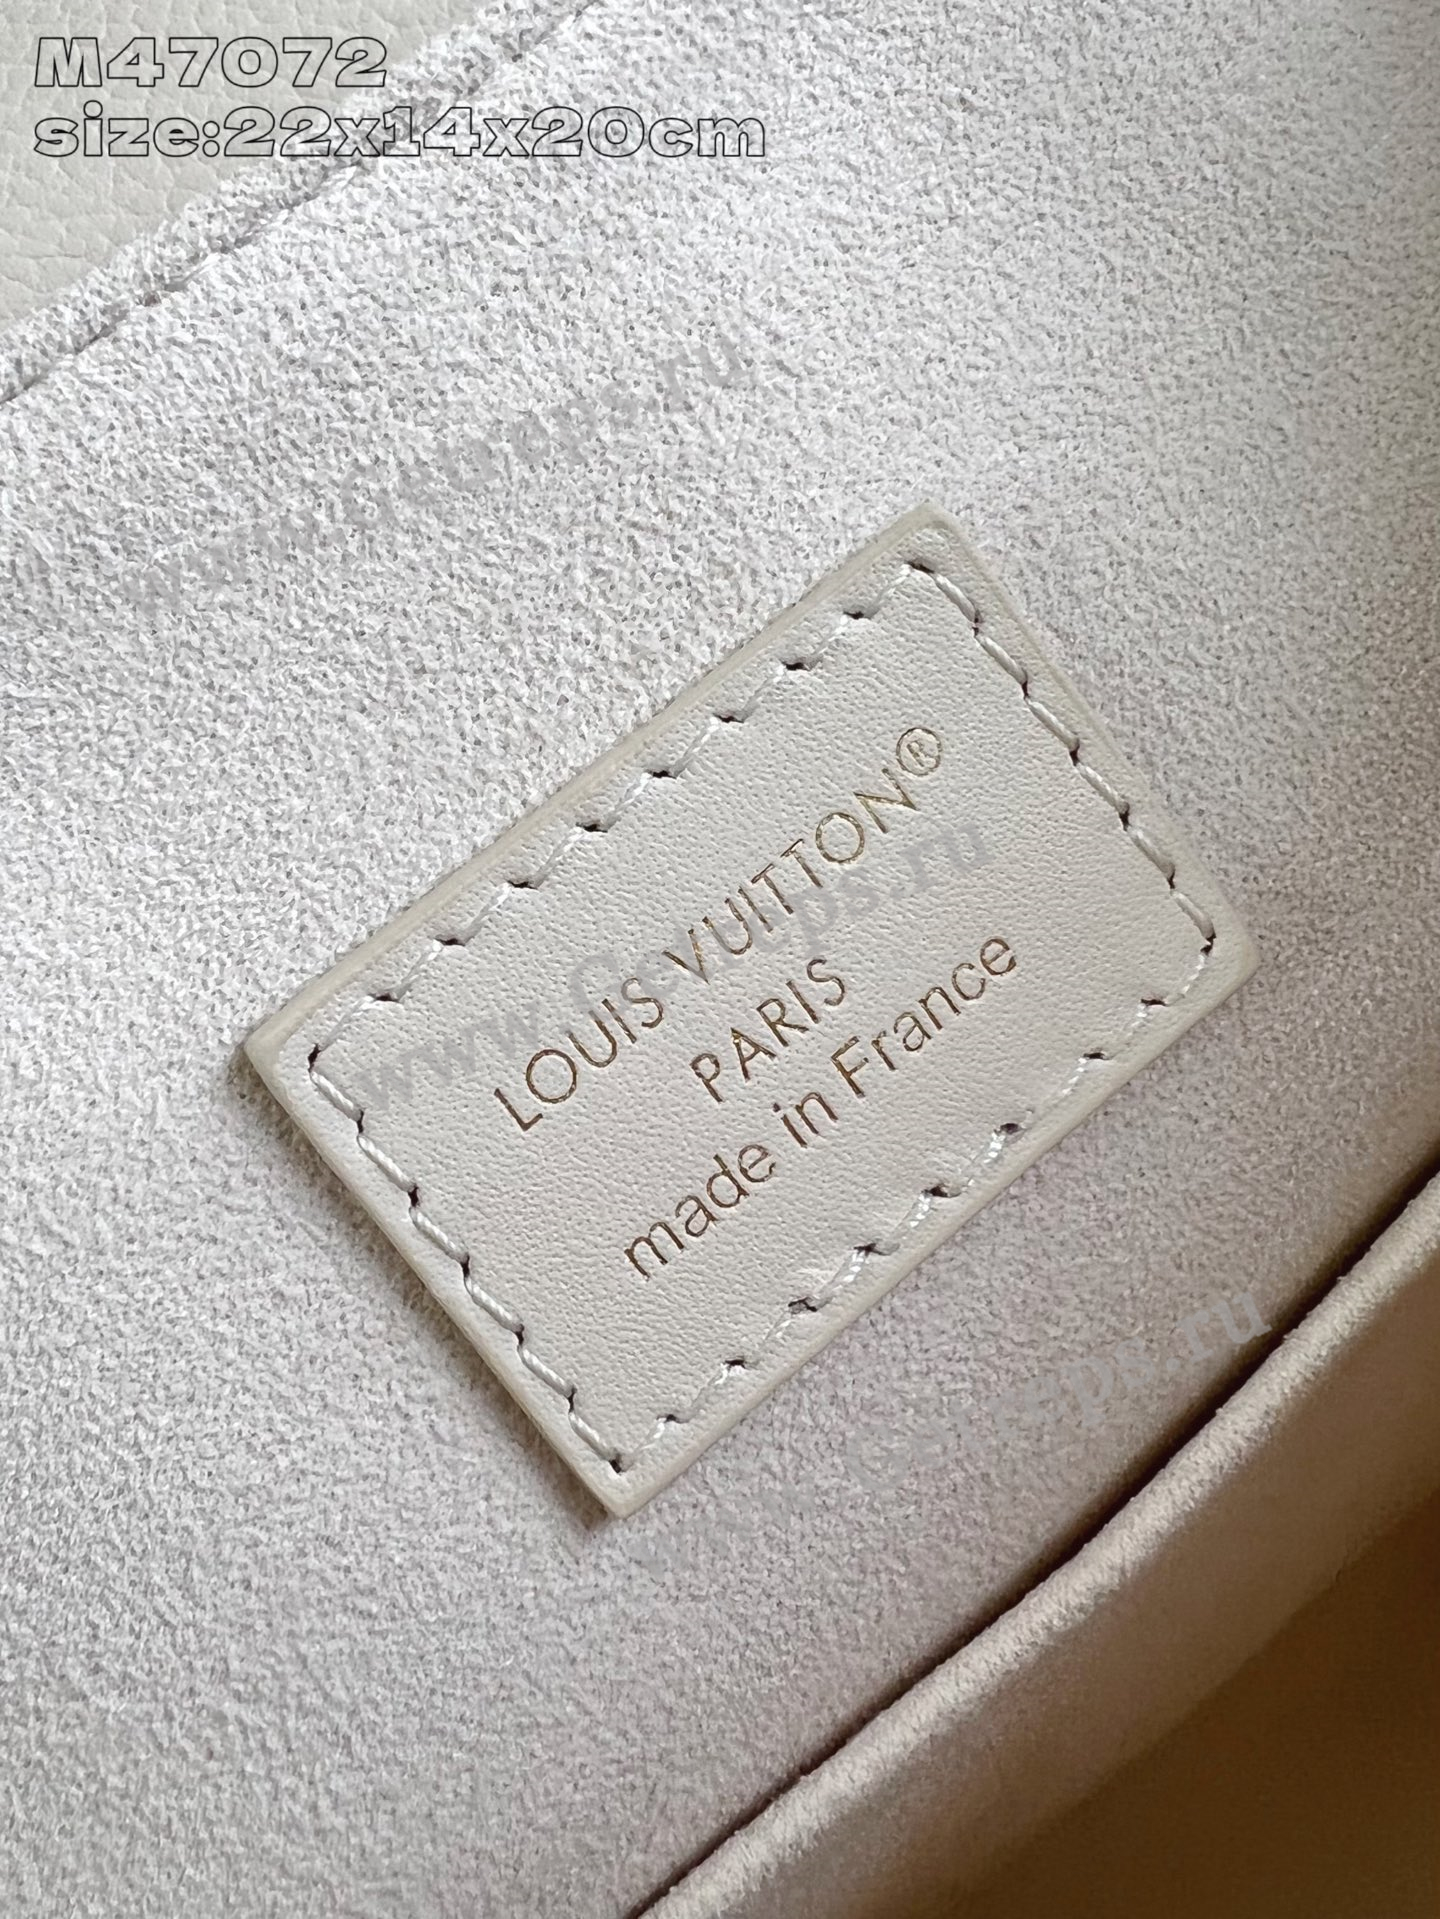 M47072
size:22x14x20cm
LOUIS VUITTON®
PARIS
made in France